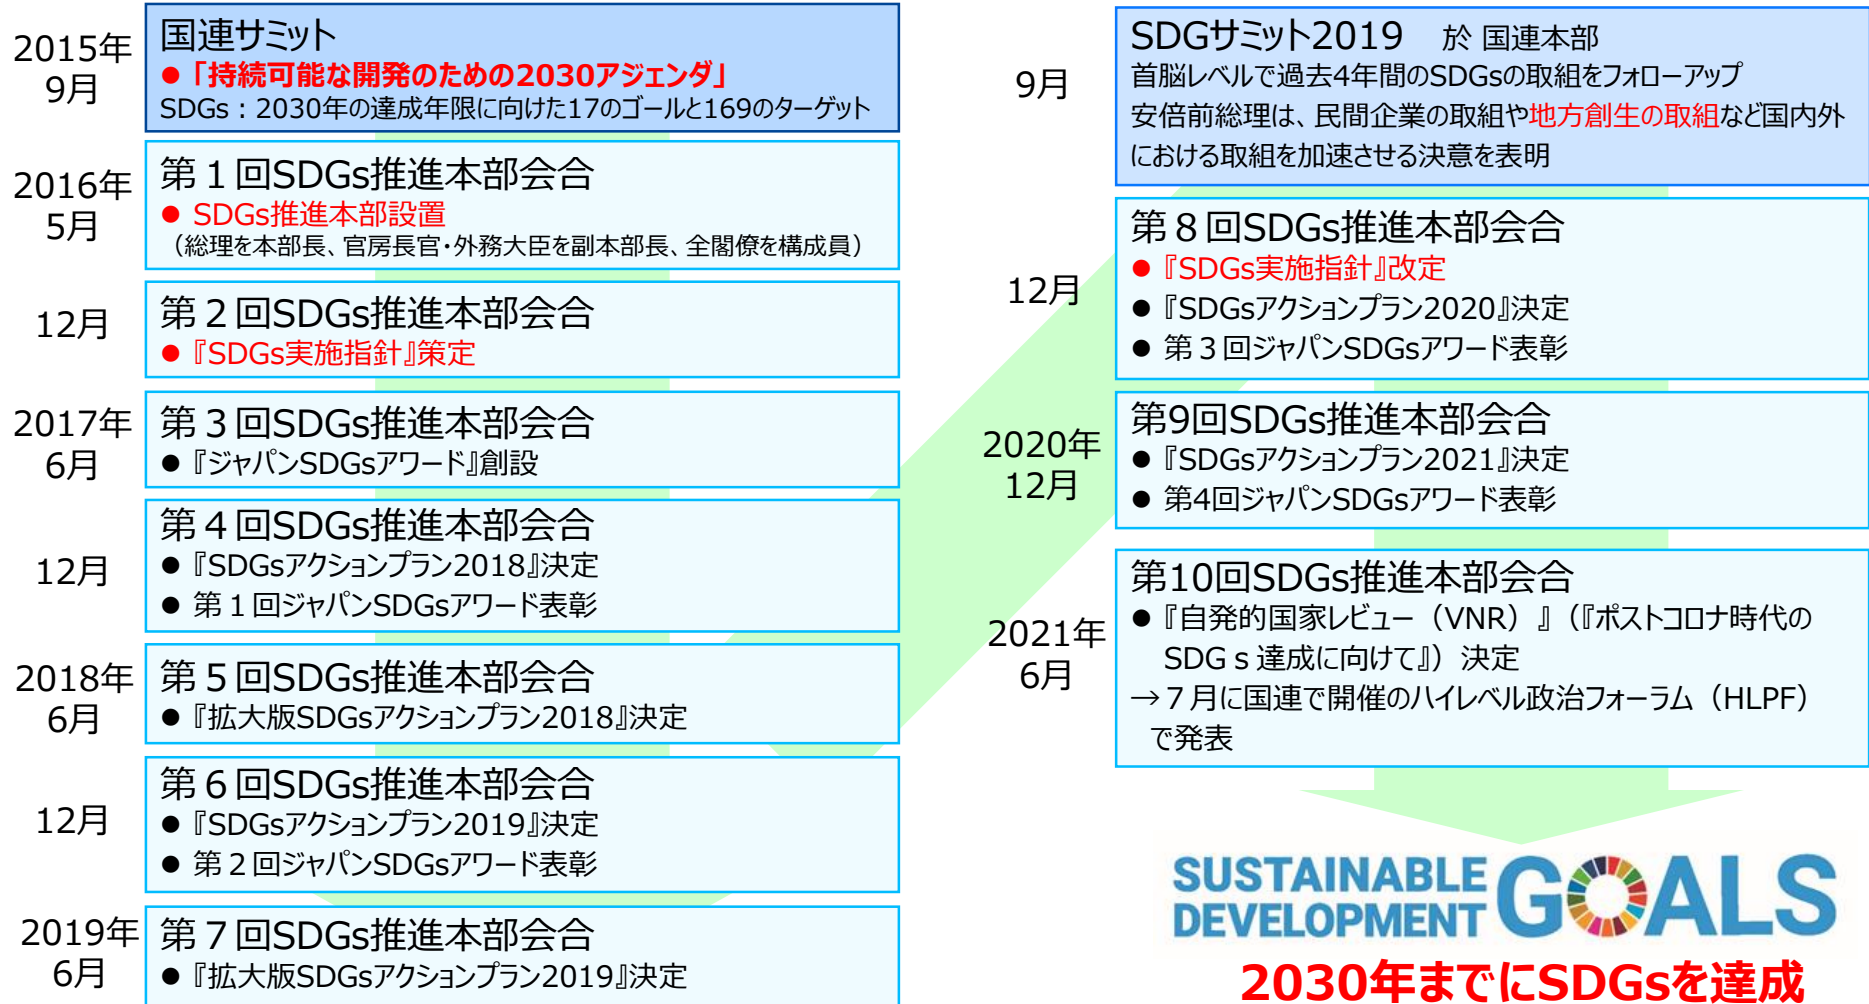 2015年
9月
国連サミット
● 「持続可能な開発のための2030アジェンダ」
SDGs：2030年の達成年限に向けた17のゴールと169のターゲット
2016年
5月
第１回SDGs推進本部会合
● SDGs推進本部設置
（総理を本部長、官房長官・外務大臣を副本部長、全閣僚を構成員）
12月
第２回SDGs推進本部会合
● 『SDGs実施指針』策定
2017年
6月
第３回SDGs推進本部会合
● 『ジャパンSDGsアワード』創設
12月
第４回SDGs推進本部会合
● 『SDGsアクションプラン2018』決定
● 第１回ジャパンSDGsアワード表彰
2018年
6月
第５回SDGs推進本部会合
● 『拡大版SDGsアクションプラン2018』決定
12月
第６回SDGs推進本部会合
● 『SDGsアクションプラン2019』決定
● 第２回ジャパンSDGsアワード表彰
2019年
6月
第７回SDGs推進本部会合
● 『拡大版SDGsアクションプラン2019』決定
9月
SDGサミット2019　於 国連本部
首脳レベルで過去4年間のSDGsの取組をフォローアップ
安倍前総理は、民間企業の取組や地方創生の取組など国内外
における取組を加速させる決意を表明
12月
第８回SDGs推進本部会合
● 『SDGs実施指針』改定
● 『SDGsアクションプラン2020』決定
● 第３回ジャパンSDGsアワード表彰
2020年
12月
第9回SDGs推進本部会合
● 『SDGsアクションプラン2021』決定
● 第4回ジャパンSDGsアワード表彰
2021年
6月
第10回SDGs推進本部会合
● 『自発的国家レビュー（VNR）』（『ポストコロナ時代の
SDGｓ達成に向けて』）決定
→７月に国連で開催のハイレベル政治フォーラム（HLPF）
で発表
SUSTAINABLE
DEVELOPMENT GOALS
2030年までにSDGsを達成